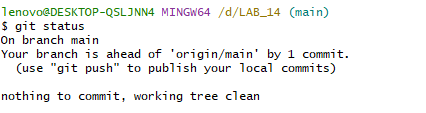 lenovo@DESKTOP-QSLJNN4 MINGW64 /d/LAB_14 (main)
$ git status
On branch main
Your branch is ahead of 'origin/main' by 1 commit.
  (use "git push" to publish your local commits)

nothing to commit, working tree clean